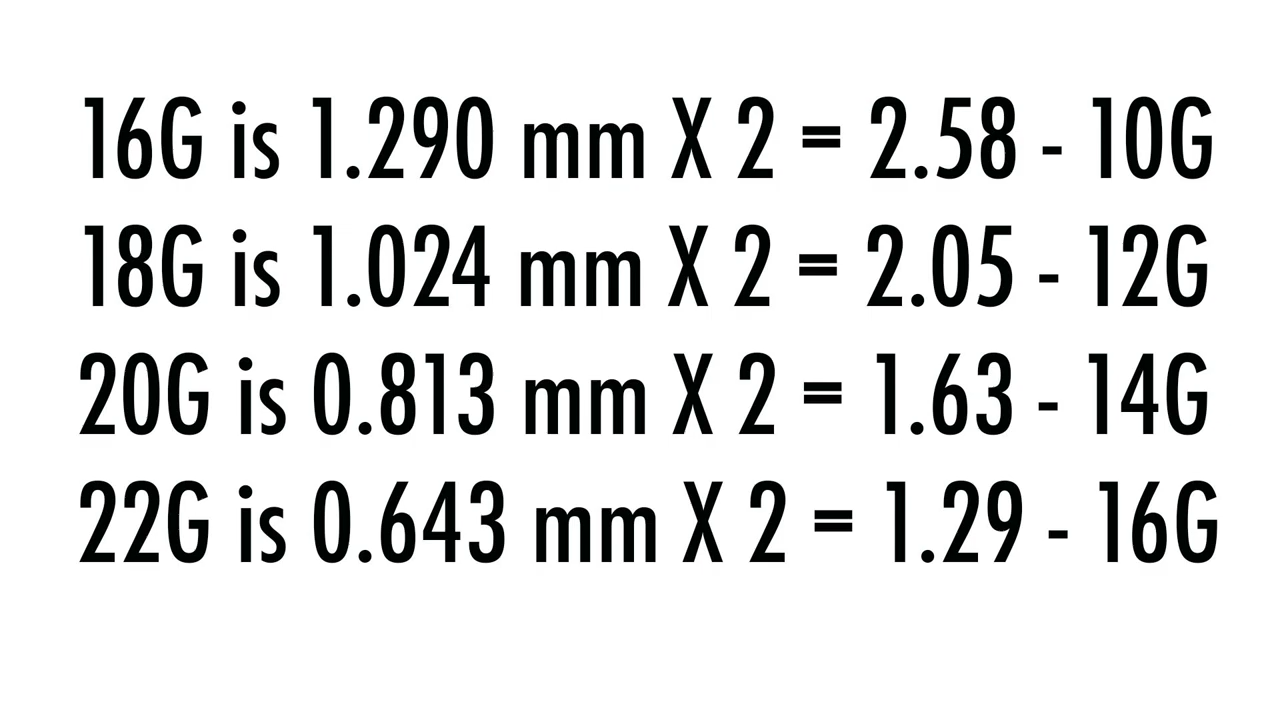 16G is 1.290 mm X 2 = 2.58 - 10G
18G is 1.024 mm X 2 = 2.05 - 12G
20G is 0.813 mm X 2 = 1.63 - 14G
22G is 0.643 mm X 2 = 1.29 - 16G